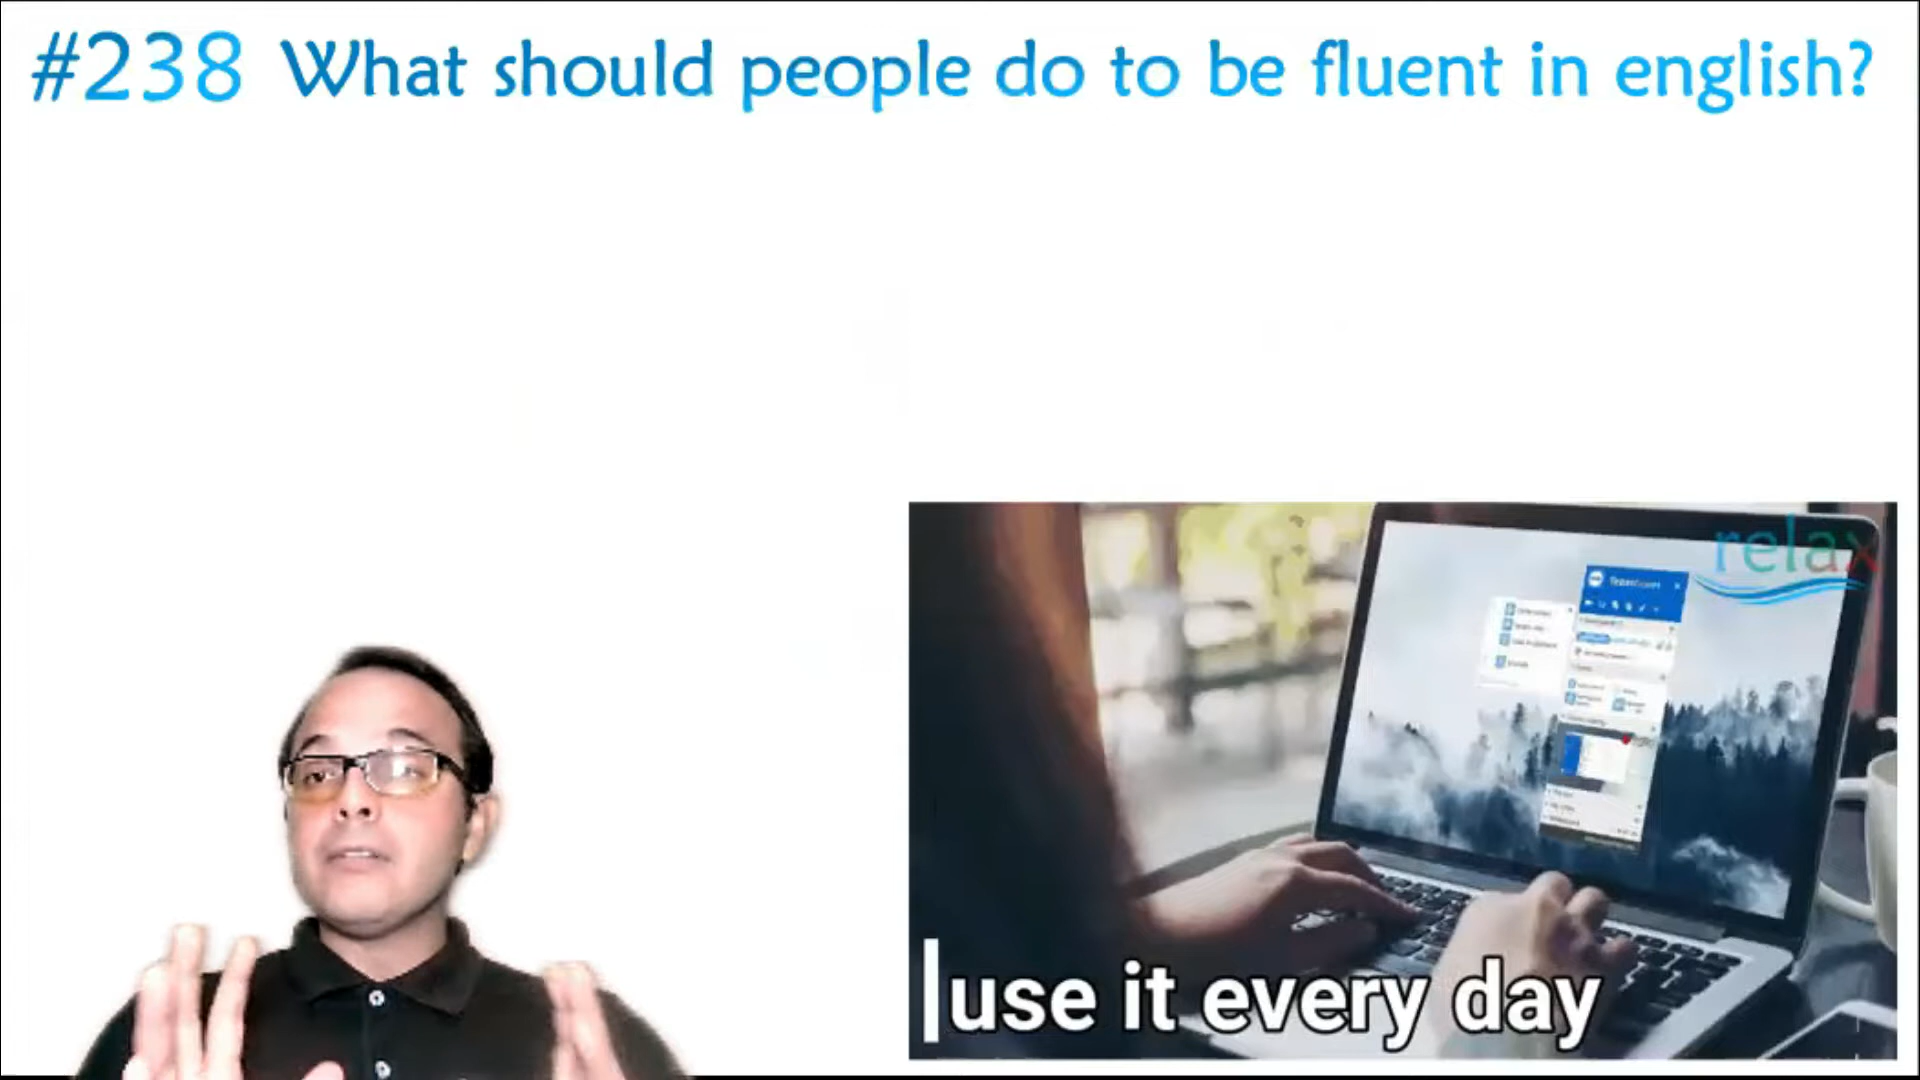 #238 What should people do to be fluent in english?
relax
use it every day